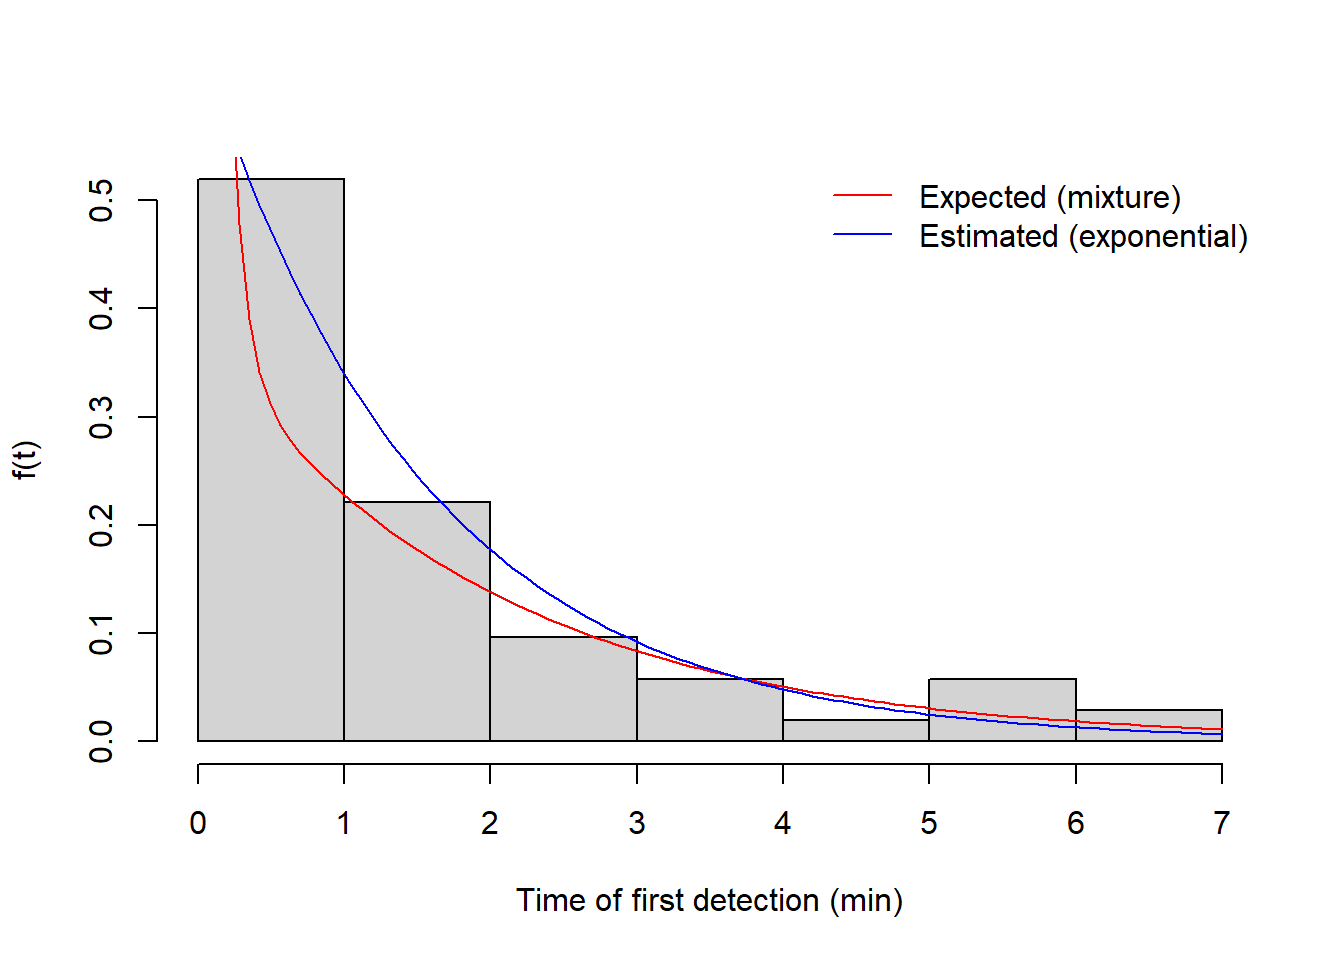 Expected (mixture)
Estimated (exponential)
f(t)
0.5
0.4
0.3
0.2
0.1
0.0
0 1 2 3 4 5 6 7
Time of first detection (min)